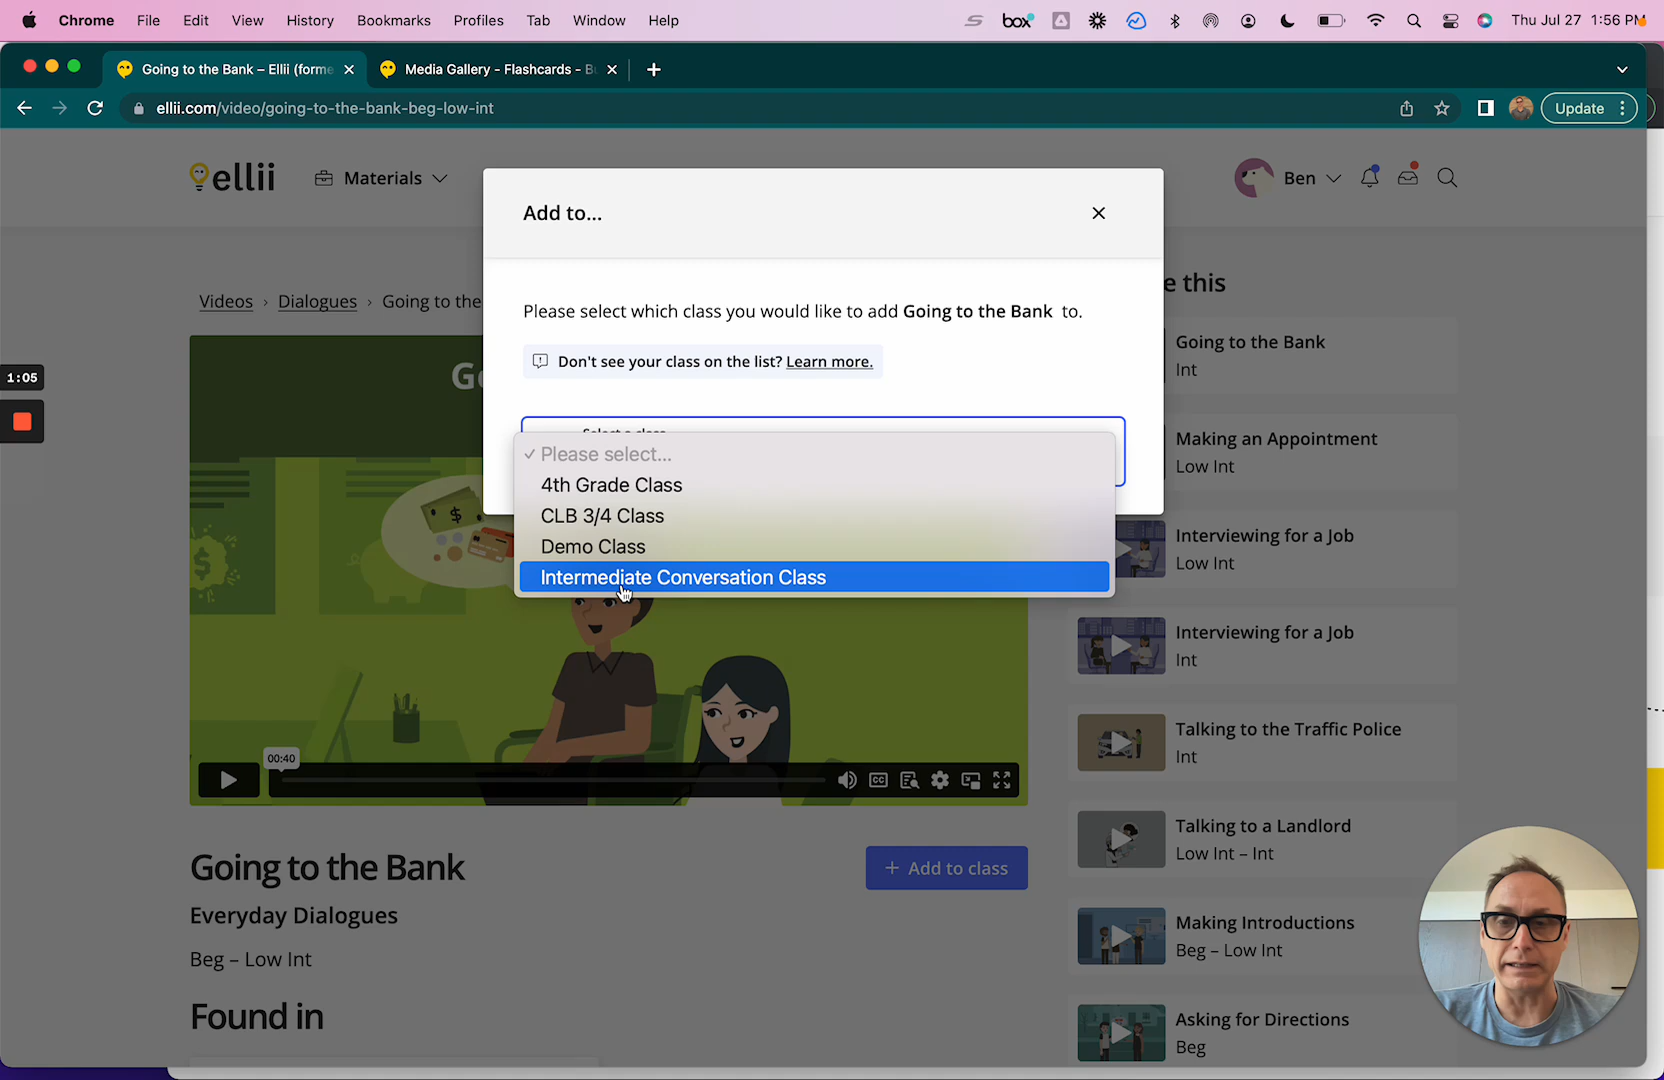 Chrome File Edit View History Bookmarks Profiles Tab Window Help
box
Thu Jul 27 1:56 PM
Going to the Bank – Ellii (forme
Media Gallery - Flashcards - B
ellii.com/video/going-to-the-bank-beg-low-int
Update
ellii
Materials
Ben
Add to...
Videos › Dialogues › Going to the
Please select which class you would like to add Going to the Bank to.
Don't see your class on the list? Learn more.
1:05
Select a class
Please select...
4th Grade Class
CLB 3/4 Class
Demo Class
Intermediate Conversation Class
00:40
CC
Going to the Bank
Everyday Dialogues
Beg – Low Int
+ Add to class
Found in
e this
Going to the Bank
Int
Making an Appointment
Low Int
Interviewing for a Job
Low Int
Interviewing for a Job
Int
Talking to the Traffic Police
Int
Talking to a Landlord
Low Int – Int
Making Introductions
Beg – Low Int
Asking for Directions
Beg